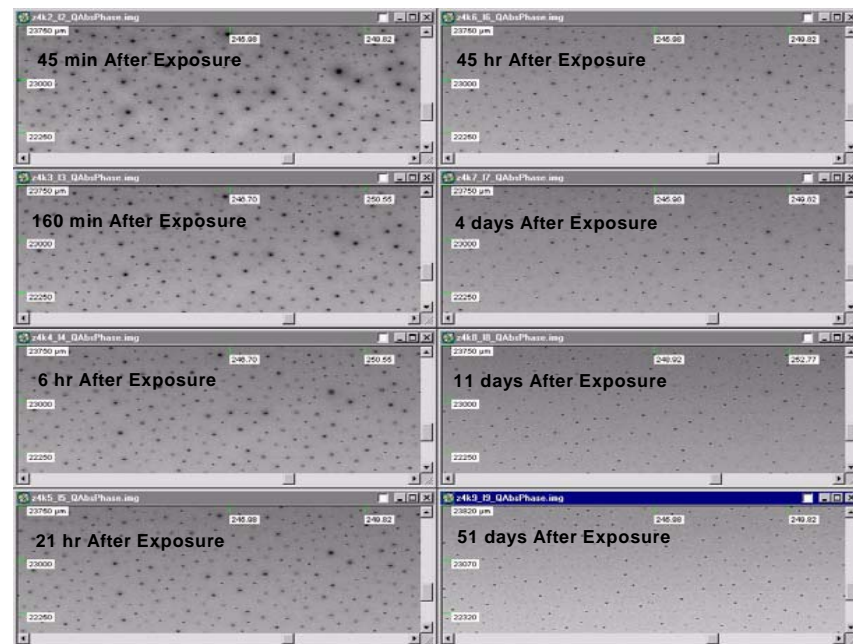 z4k2_I2_QAbsPhase.img
23750 µm
245.98
249.82
45 min After Exposure
23000
22250
z4k3_I3_QAbsPhase.img
23750 µm
246.70
250.55
160 min After Exposure
23000
22250
z4k4_I4_QAbsPhase.img
23750 µm
246.70
250.55
6 hr After Exposure
23000
22250
z4k5_I5_QAbsPhase.img
23750 µm
245.98
249.82
21 hr After Exposure
23000
22250
z4k6_I6_QAbsPhase.img
23750 µm
245.98
249.82
45 hr After Exposure
23000
22250
z4k7_I7_QAbsPhase.img
23750 µm
245.98
249.82
4 days After Exposure
23000
22250
z4k8_I8_QAbsPhase.img
23750 µm
248.92
252.77
11 days After Exposure
23000
22250
z4k9_I9_QAbsPhase.img
23820 µm
245.98
249.82
51 days After Exposure
23070
22320